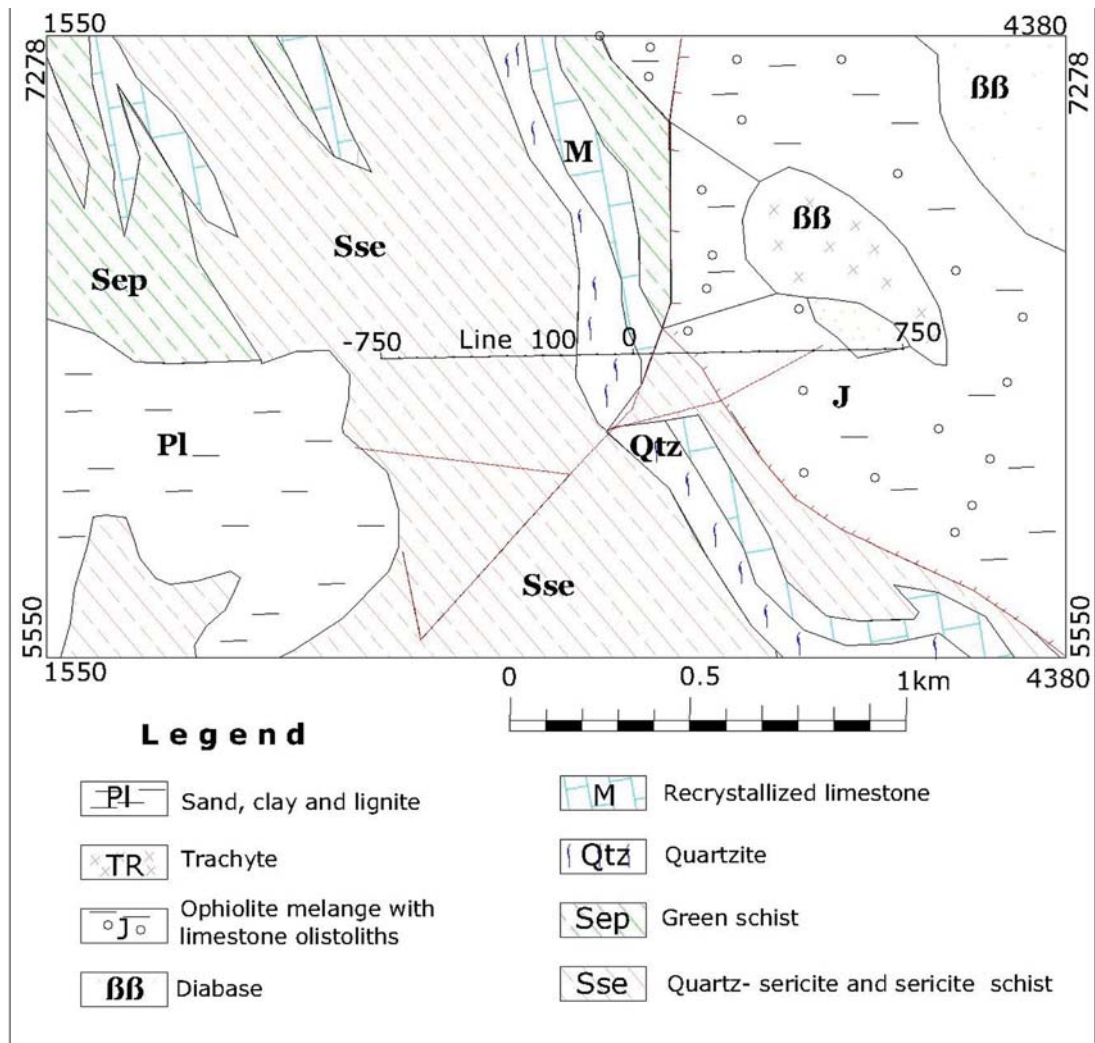 1550 4380
7278 7278
ßß
M
ßß
Sse
Sep
-750 Line 100 0 750
J
Pl Qtz
Sse
5550 5550
1550 0 0.5 1km 4380
Legend
Pl Sand, clay and lignite
TR Trachyte
J Ophiolite melange with
limestone olistoliths
ßß Diabase
M Recrystallized limestone
Qtz Quartzite
Sep Green schist
Sse Quartz- sericite and sericite schist